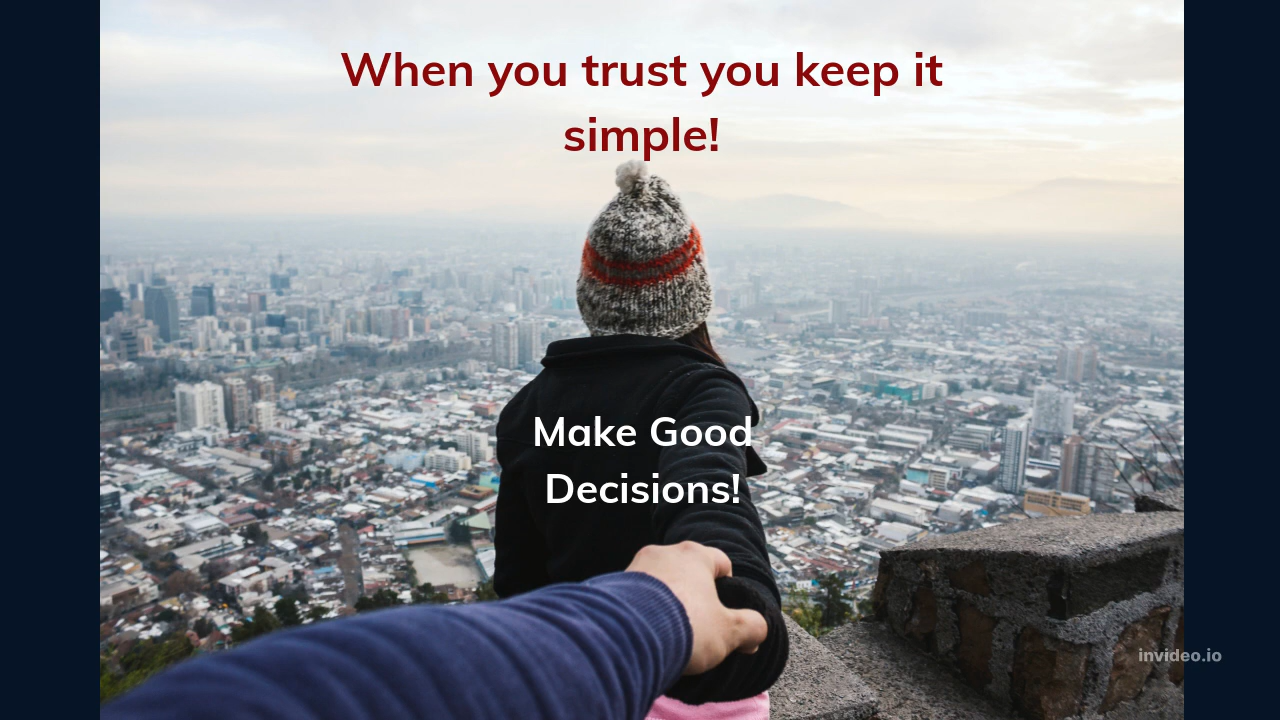 When you trust you keep it
simple!
Make Good
Decisions!
invideo.io